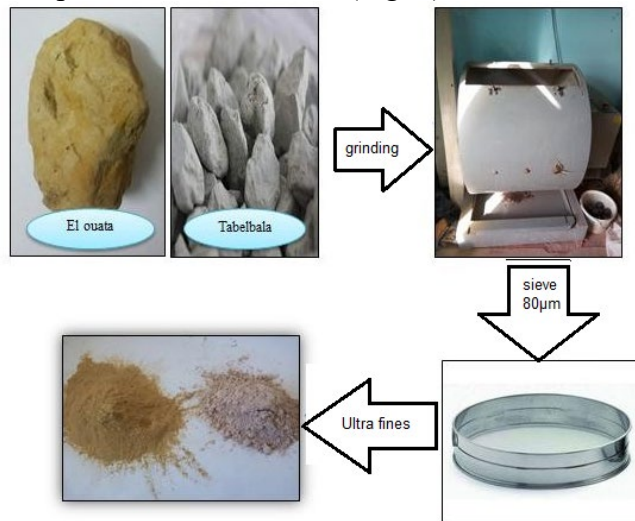 El ouata
Tabelbala
grinding
sieve
80µm
Ultra fines